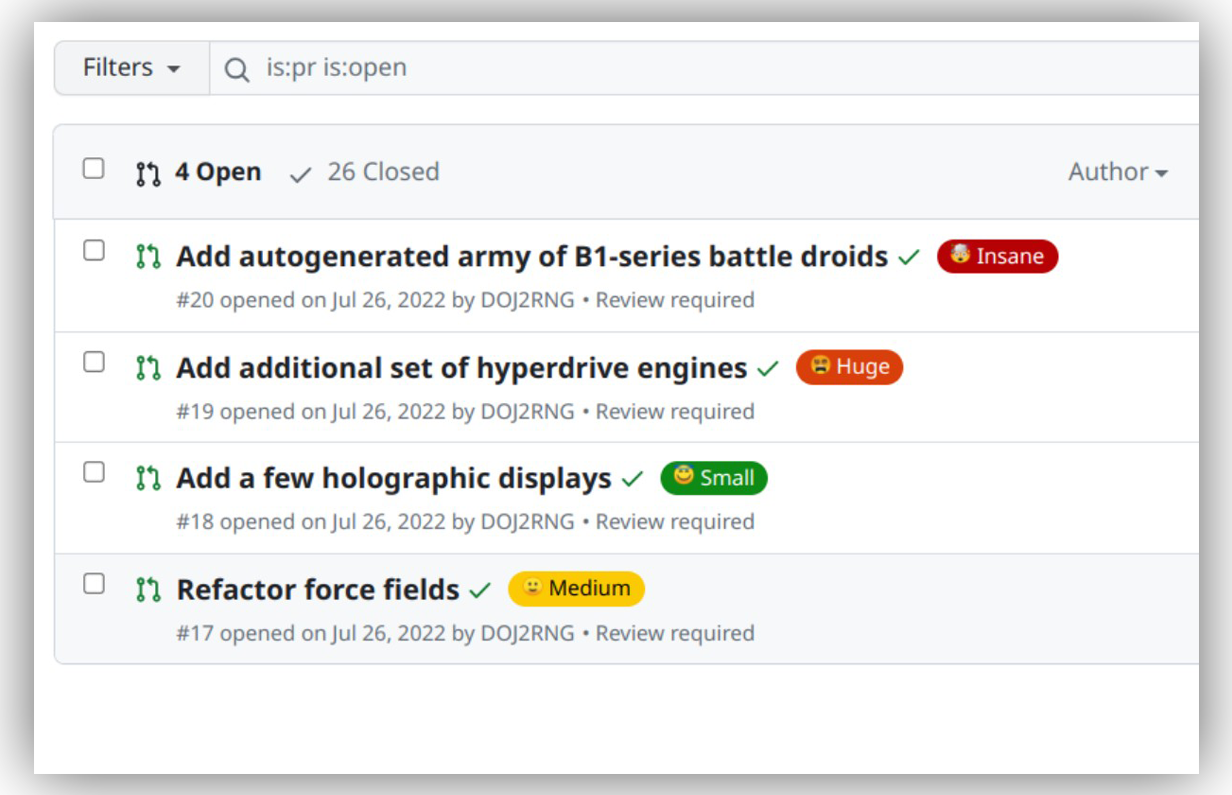 Filters is:pr is:open
4 Open 26 Closed Author
Add autogenerated army of B1-series battle droids Insane
#20 opened on Jul 26, 2022 by DOJ2RNG • Review required
Add additional set of hyperdrive engines Huge
#19 opened on Jul 26, 2022 by DOJ2RNG • Review required
Add a few holographic displays Small
#18 opened on Jul 26, 2022 by DOJ2RNG • Review required
Refactor force fields Medium
#17 opened on Jul 26, 2022 by DOJ2RNG • Review required